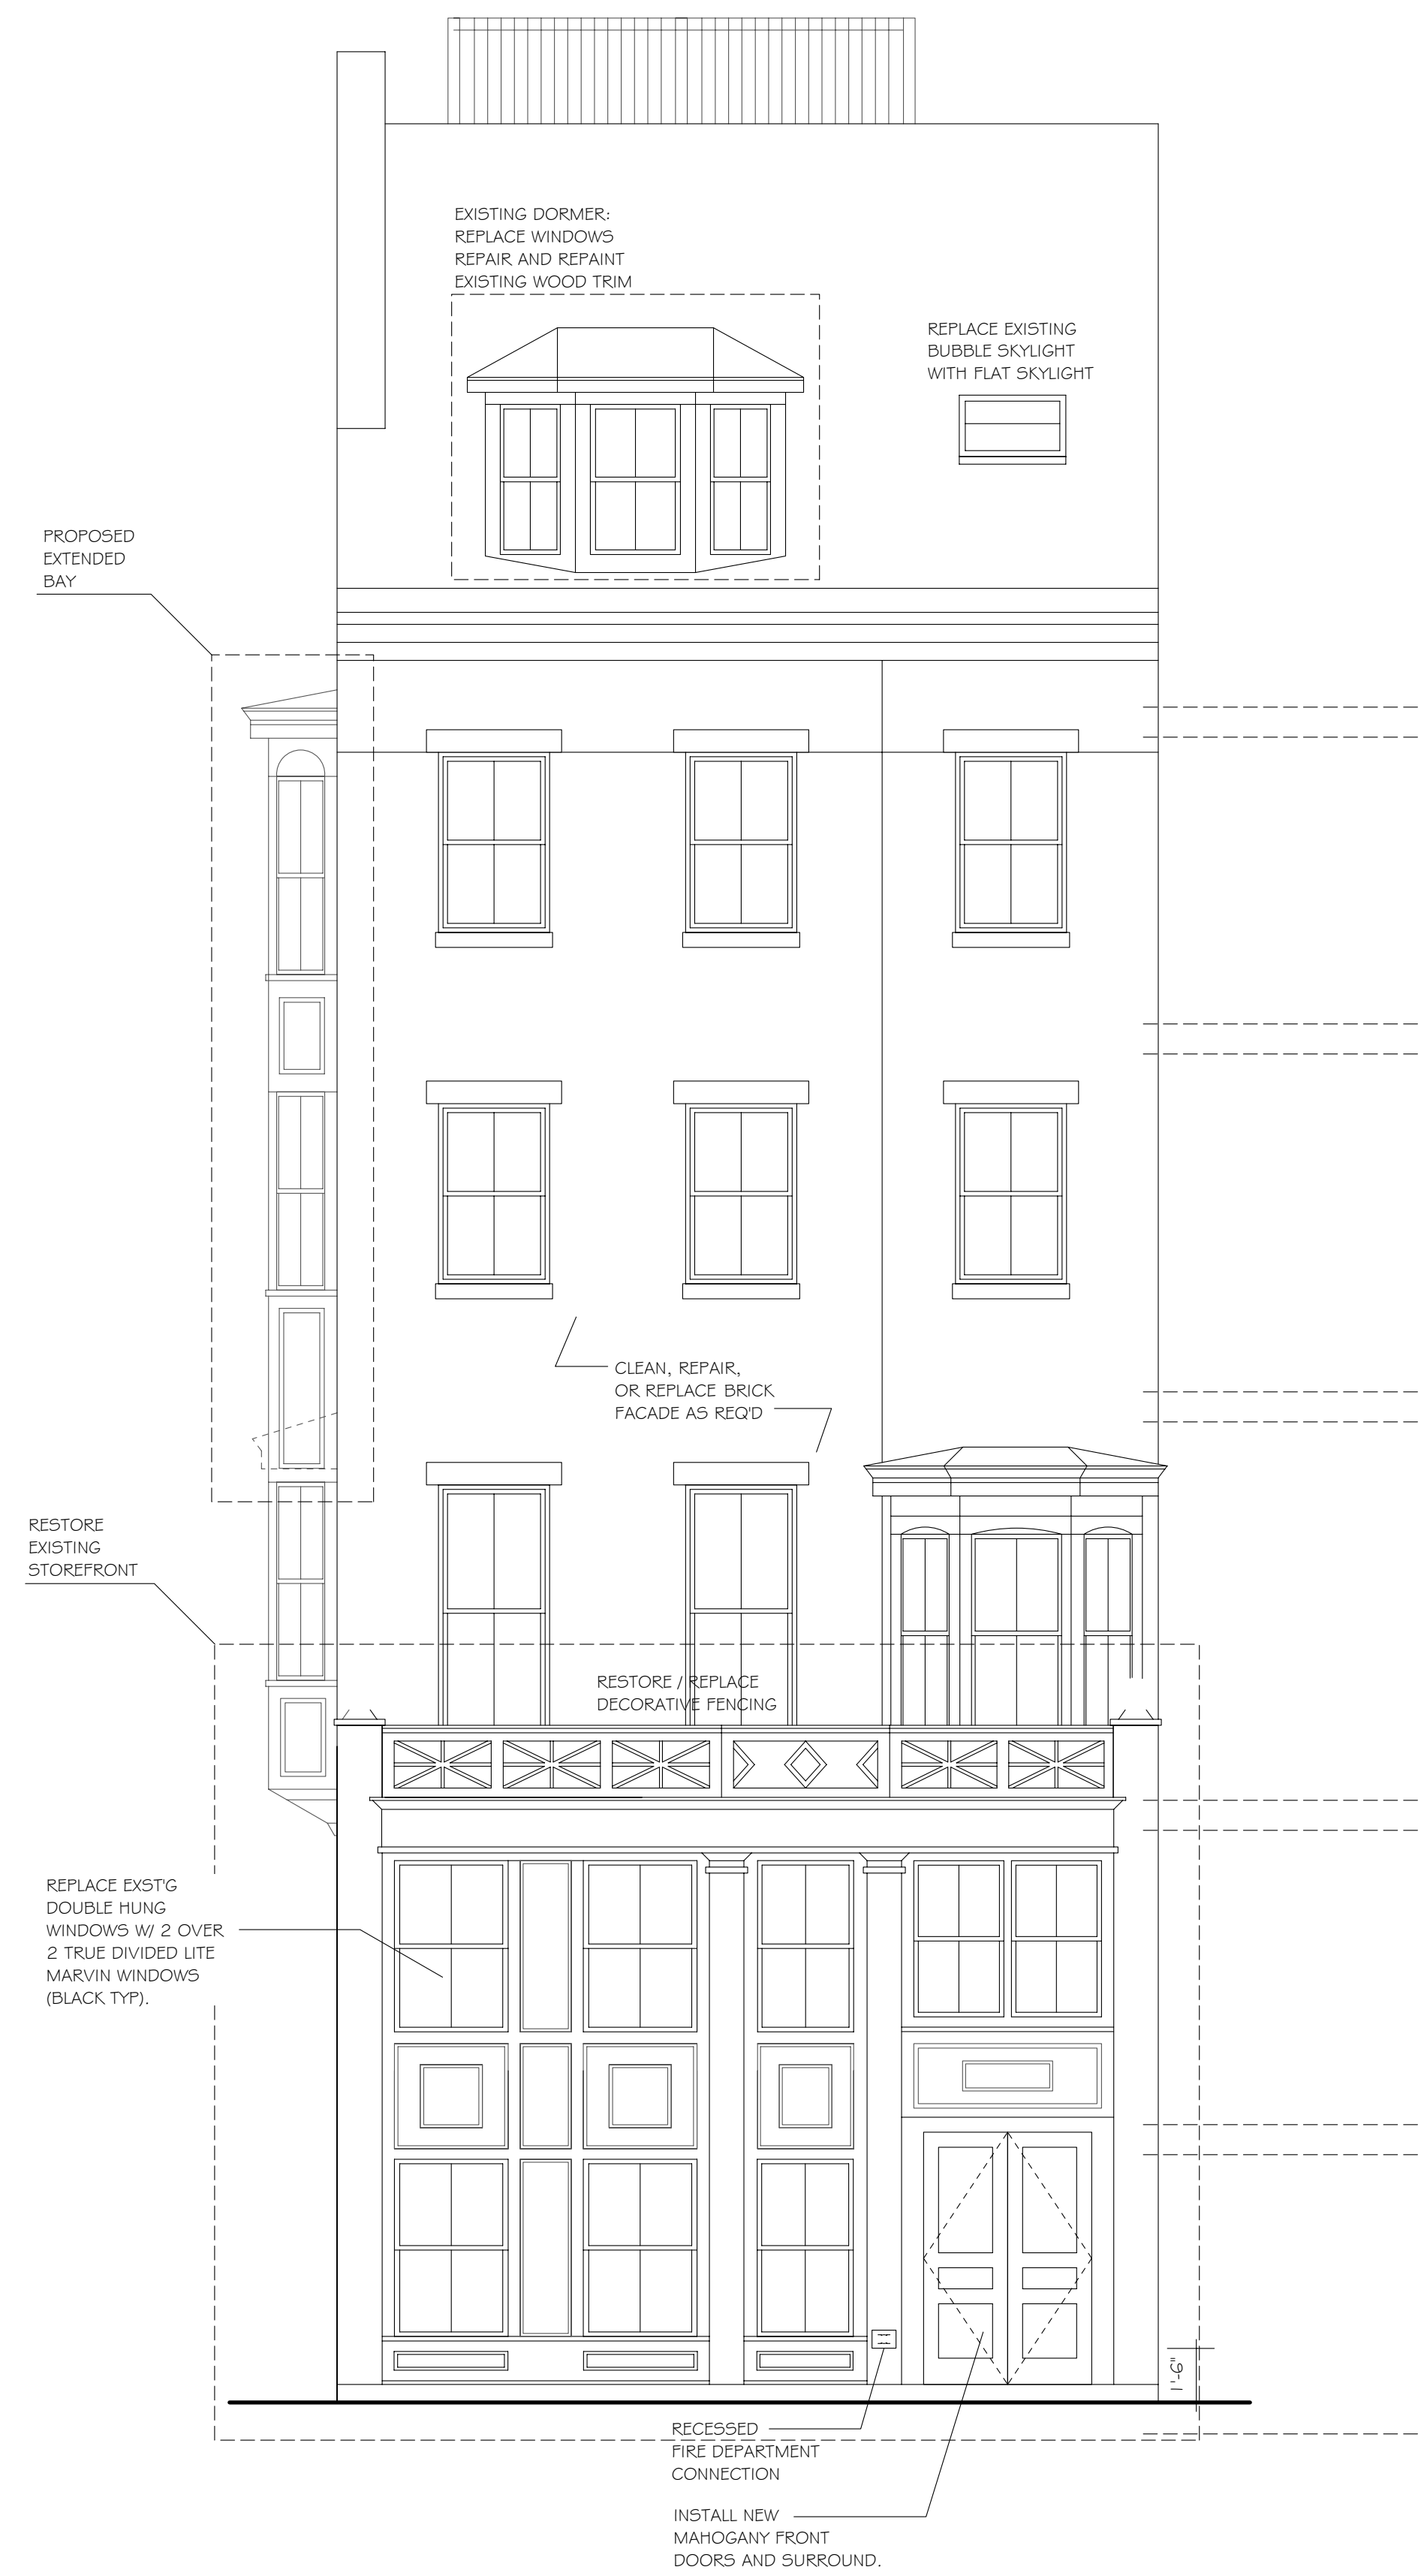 EXISTING DORMER:
REPLACE WINDOWS
REPAIR AND REPAINT
EXISTING WOOD TRIM
REPLACE EXISTING
BUBBLE SKYLIGHT
WITH FLAT SKYLIGHT
PROPOSED
EXTENDED
BAY
CLEAN, REPAIR,
OR REPLACE BRICK
FACADE AS REQ'D
RESTORE
EXISTING
STOREFRONT
RESTORE / REPLACE
DECORATIVE FENCING
REPLACE EXST'G
DOUBLE HUNG
WINDOWS W/ 2 OVER
2 TRUE DIVIDED LITE
MARVIN WINDOWS
(BLACK TYP).
1'-6"
RECESSED
FIRE DEPARTMENT
CONNECTION
INSTALL NEW
MAHOGANY FRONT
DOORS AND SURROUND.